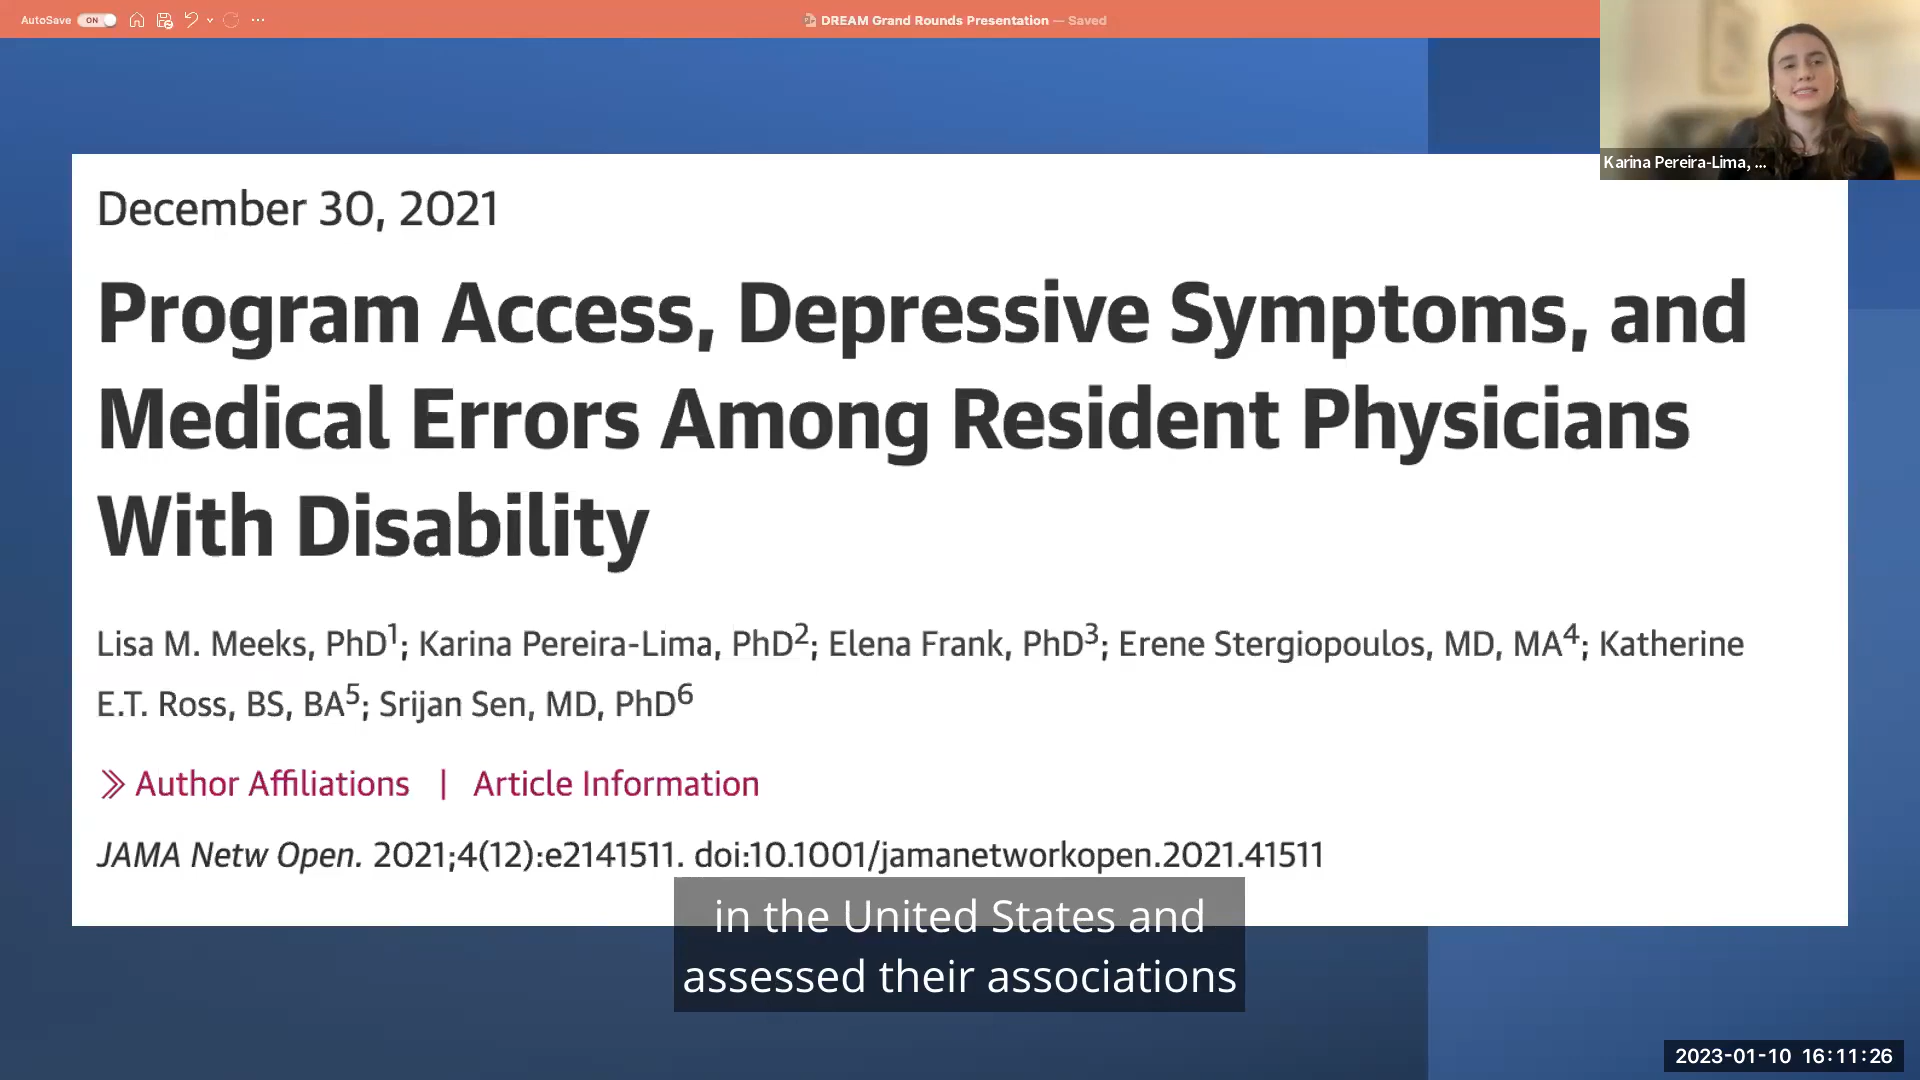 AutoSave ON
DREAM Grand Rounds Presentation — Saved
Karina Pereira-Lima, ...
December 30, 2021
Program Access, Depressive Symptoms, and
Medical Errors Among Resident Physicians
With Disability
Lisa M. Meeks, PhD1; Karina Pereira-Lima, PhD2; Elena Frank, PhD3; Erene Stergiopoulos, MD, MA4; Katherine
E.T. Ross, BS, BA5; Srijan Sen, MD, PhD6
Author Affiliations | Article Information
JAMA Netw Open. 2021;4(12):e2141511. doi:10.1001/jamanetworkopen.2021.41511
in the United States and
assessed their associations
2023-01-10 16:11:26